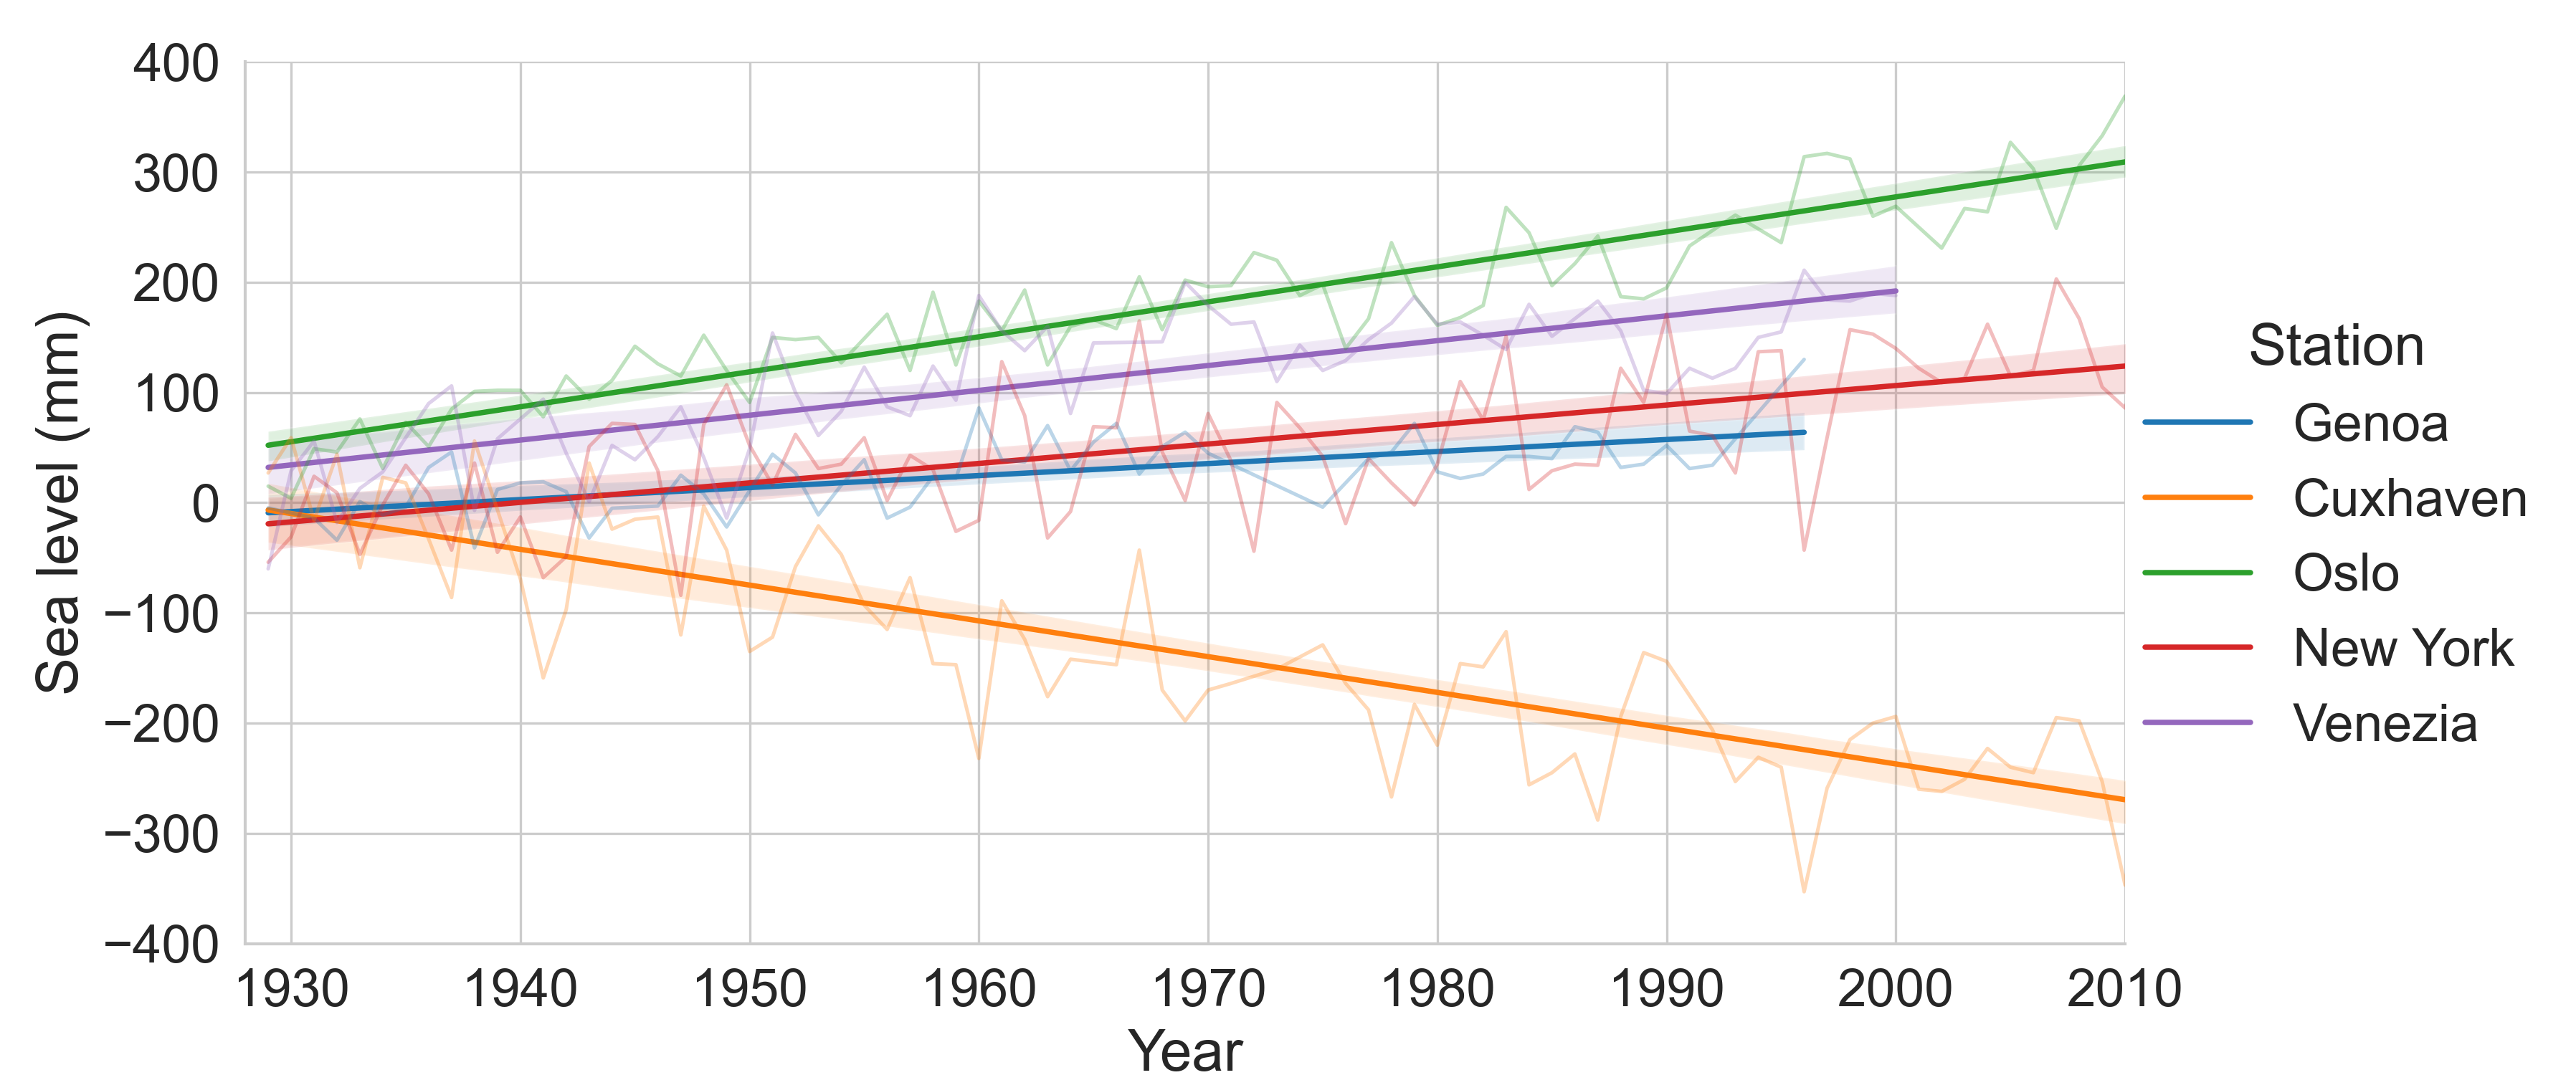 400
300
200
100
0
−100
−200
−300
−400
Sea level (mm)
1930 1940 1950 1960 1970 1980 1990 2000 2010
Year
Station
Genoa
Cuxhaven
Oslo
New York
Venezia